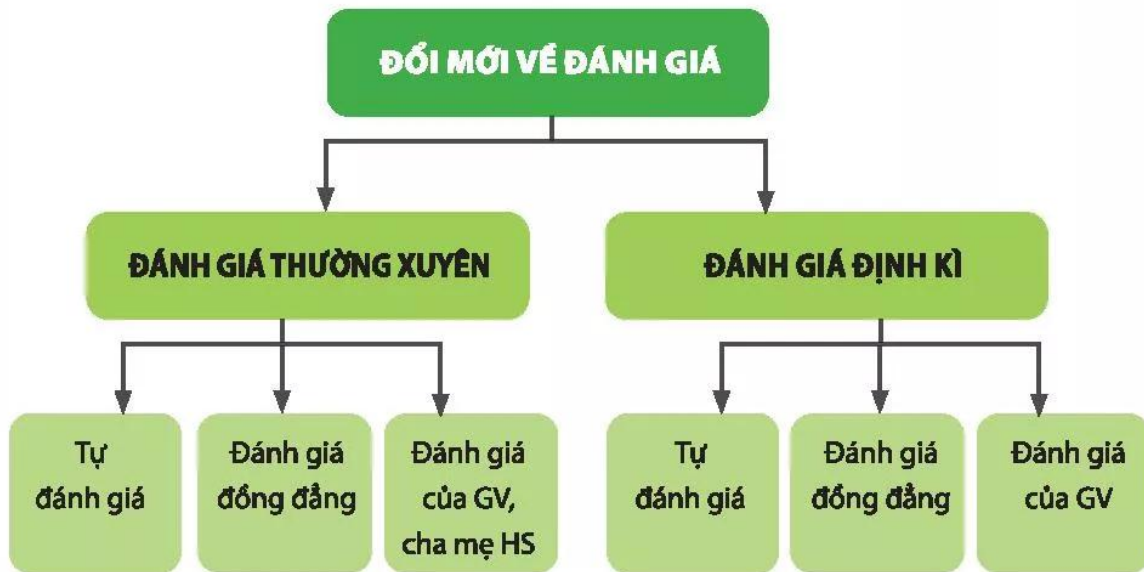 ĐỔI MỚI VỀ ĐÁNH GIÁ
ĐÁNH GIÁ THƯỜNG XUYÊN
ĐÁNH GIÁ ĐỊNH KÌ
Tự
đánh giá
Đánh giá
đồng đẳng
Đánh giá
của GV,
cha mẹ HS
Tự
đánh giá
Đánh giá
đồng đẳng
Đánh giá
của GV